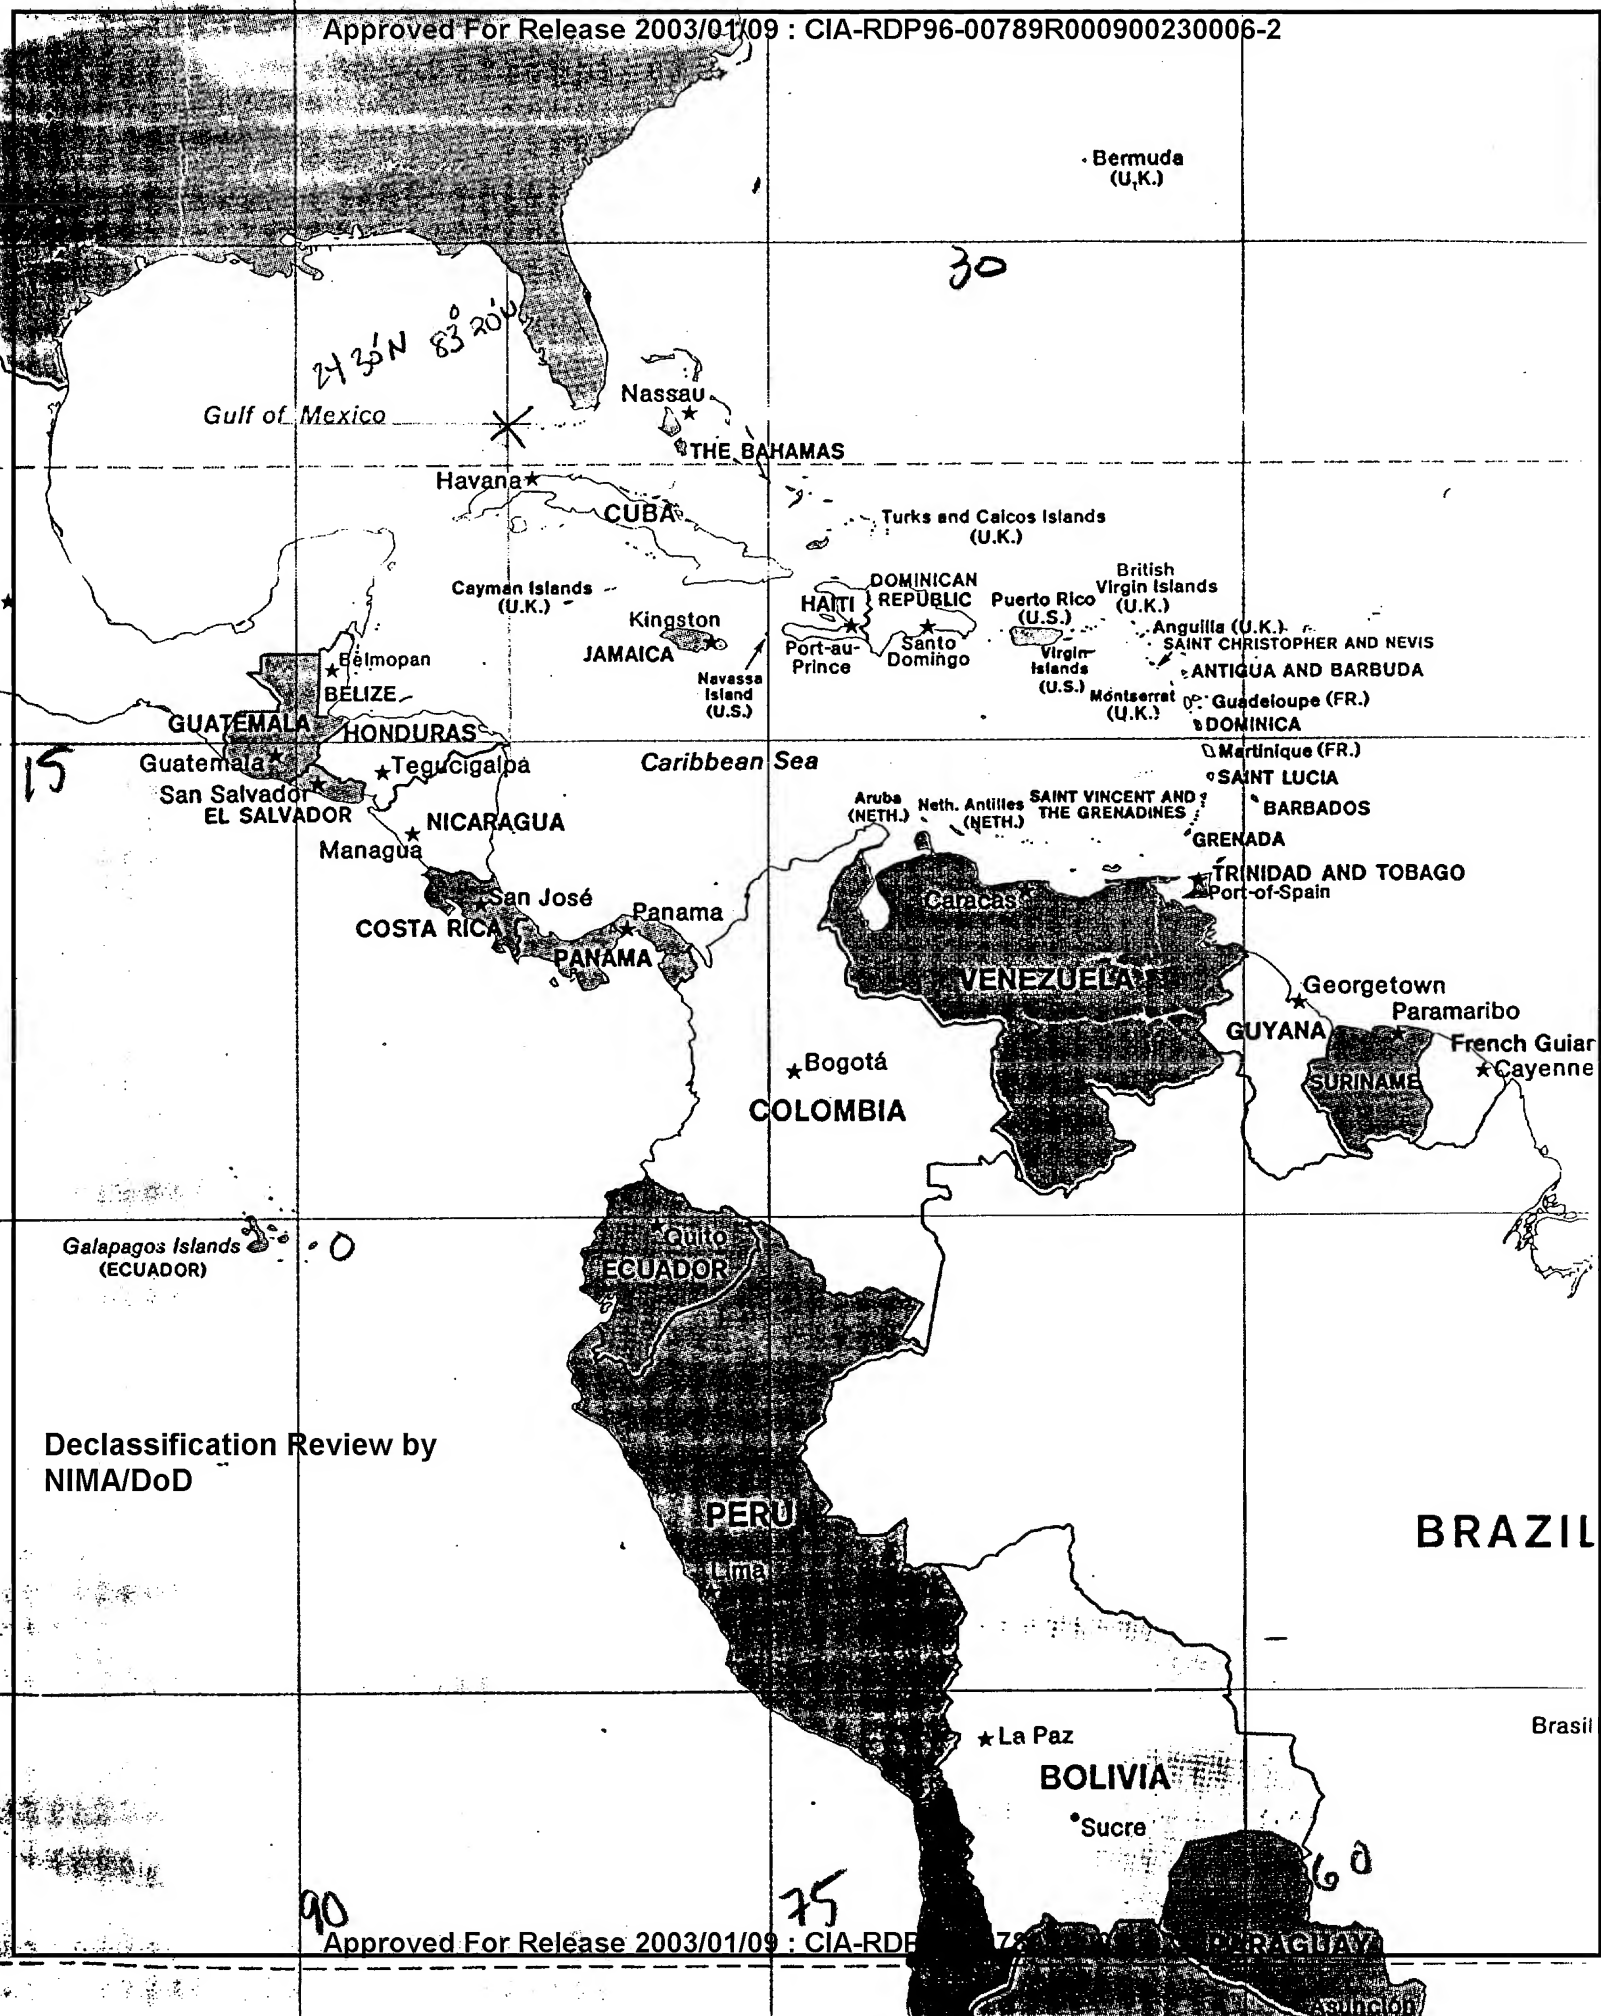 Approved For Release 2003/01/09 : CIA-RDP96-00789R000900230006-2
Bermuda
(U.K.)
30
24 30'N 83° 20'W
Nassau
Gulf of Mexico
THE BAHAMAS
Havana
CUBA
Turks and Caicos Islands
(U.K.)
Cayman Islands
(U.K.)
Kingston
JAMAICA
Navassa
Island
(U.S.)
HAITI
Port-au-
Prince
DOMINICAN
REPUBLIC
Santo
Domingo
Puerto Rico
(U.S.)
British
Virgin Islands
(U.K.)
Virgin
Islands
(U.S.)
Anguilla (U.K.)
SAINT CHRISTOPHER AND NEVIS
ANTIGUA AND BARBUDA
Montserrat
(U.K.)
Guadeloupe (FR.)
DOMINICA
Martinique (FR.)
SAINT LUCIA
SAINT VINCENT AND
THE GRENADINES
BARBADOS
GRENADA
TRINIDAD AND TOBAGO
Port-of-Spain
Belmopan
BELIZE
GUATEMALA
HONDURAS
Guatemala
Tegucigalpa
15
San Salvador
EL SALVADOR
NICARAGUA
Managua
Caribbean Sea
Aruba
(NETH.)
Neth. Antilles
(NETH.)
San José
COSTA RICA
Panama
PANAMA
Caracas
VENEZUELA
Georgetown
GUYANA
Paramaribo
SURINAME
French Guian
Cayenne
Bogotá
COLOMBIA
Galapagos Islands
(ECUADOR)
0
Quito
ECUADOR
Declassification Review by
NIMA/DoD
PERU
Lima
BRAZIL
La Paz
BOLIVIA
Sucre
Brasil
60
90
75
Approved For Release 2003/01/09 : CIA-RDP
PARAGUAY
Asunción